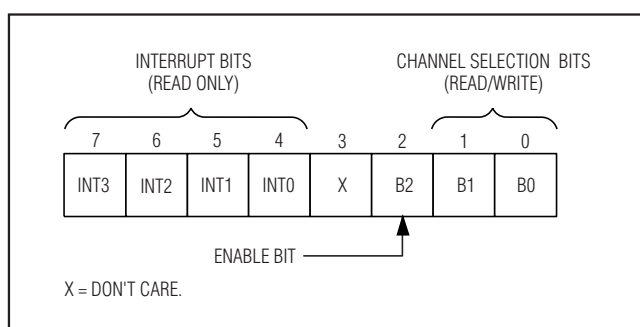 INTERRUPT BITS
(READ ONLY)
CHANNEL SELECTION BITS
(READ/WRITE)
7 6 5 4 3 2 1 0
INT3 INT2 INT1 INT0 X B2 B1 B0
ENABLE BIT
X = DON'T CARE.